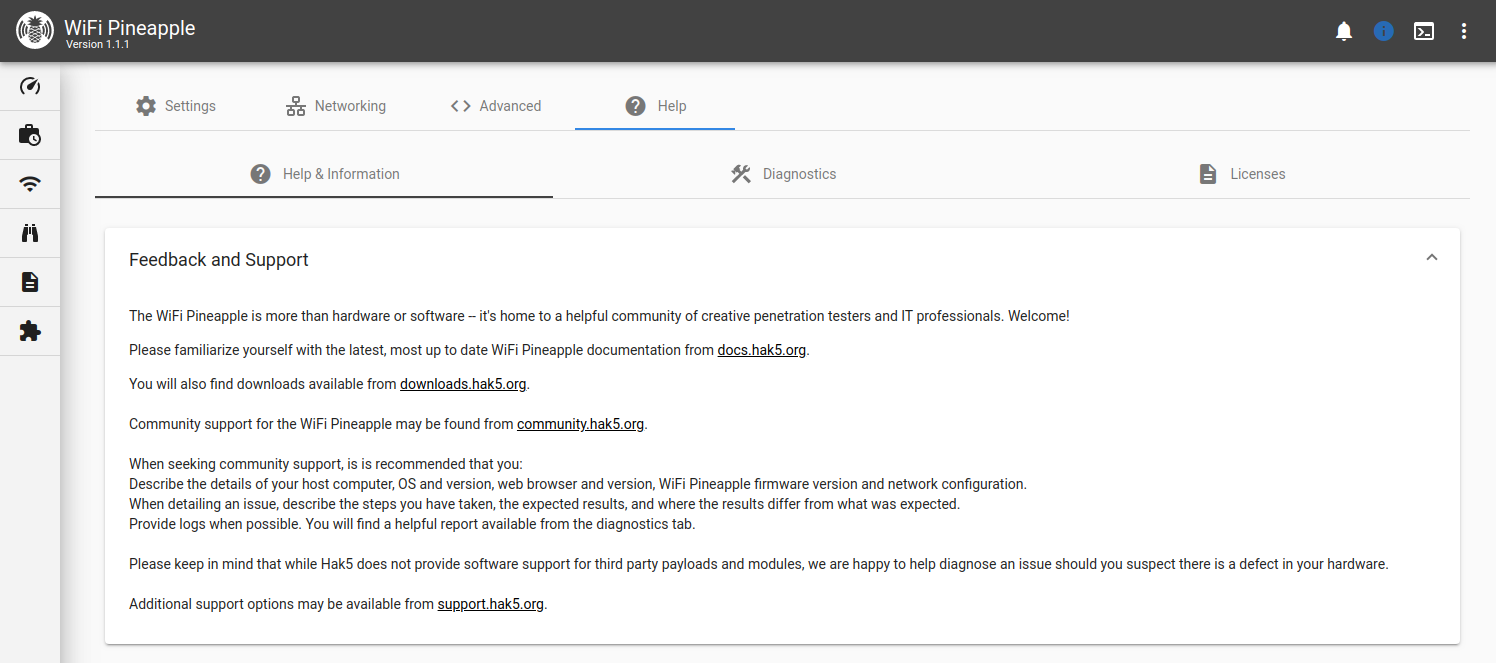 WiFi Pineapple
Version 1.1.1
Settings
Networking
Advanced
Help
Help & Information
Diagnostics
Licenses
Feedback and Support
The WiFi Pineapple is more than hardware or software -- it's home to a helpful community of creative penetration testers and IT professionals. Welcome!
Please familiarize yourself with the latest, most up to date WiFi Pineapple documentation from docs.hak5.org.
You will also find downloads available from downloads.hak5.org.
Community support for the WiFi Pineapple may be found from community.hak5.org.
When seeking community support, is is recommended that you:
Describe the details of your host computer, OS and version, web browser and version, WiFi Pineapple firmware version and network configuration.
When detailing an issue, describe the steps you have taken, the expected results, and where the results differ from what was expected.
Provide logs when possible. You will find a helpful report available from the diagnostics tab.
Please keep in mind that while Hak5 does not provide software support for third party payloads and modules, we are happy to help diagnose an issue should you suspect there is a defect in your hardware.
Additional support options may be available from support.hak5.org.